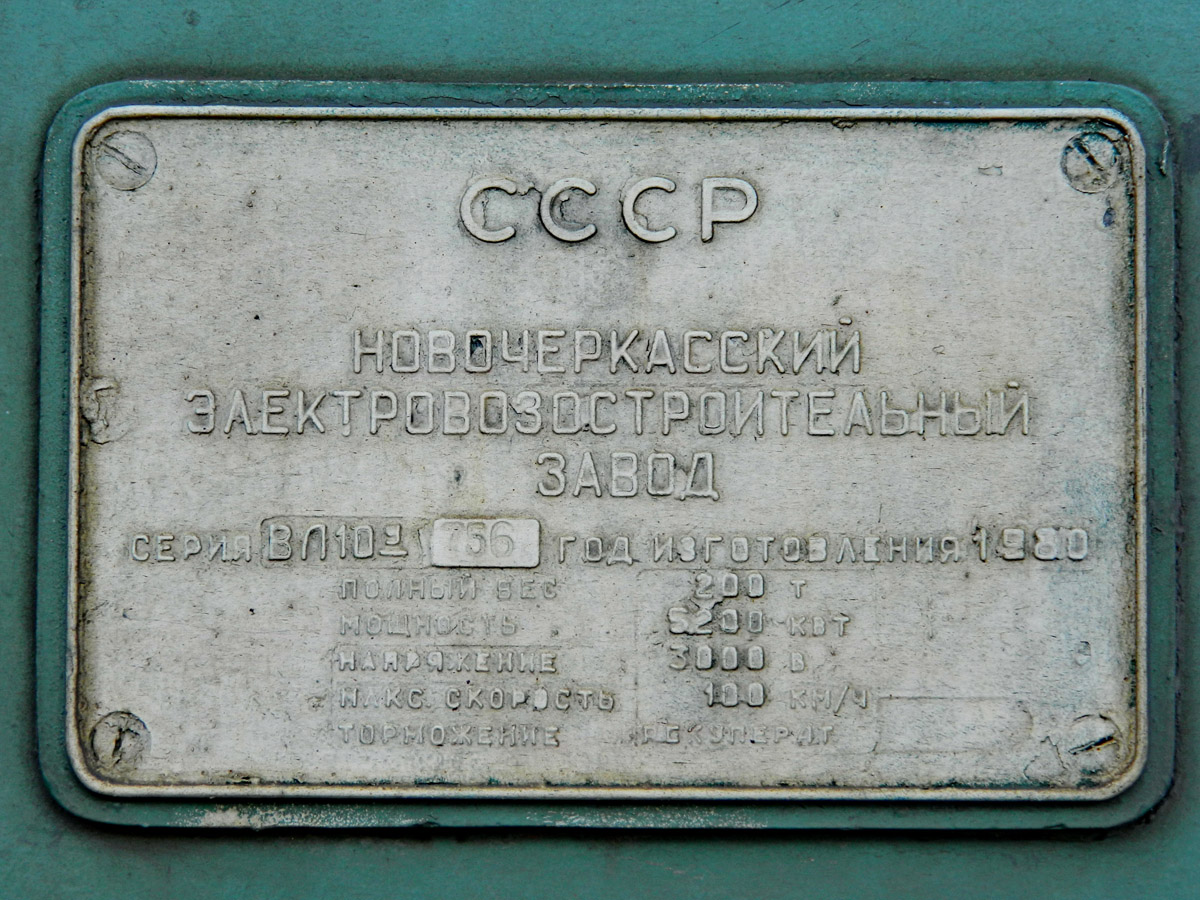 СССР
НОВОЧЕРКАССКИЙ
ЭЛЕКТРОВОЗОСТРОИТЕЛЬНЫЙ
ЗАВОД
СЕРИЯ ВЛ10У 756 ГОД ИЗГОТОВЛЕНИЯ 1980
ПОЛНЫЙ ВЕС 200 Т
МОЩНОСТЬ 5200 КВТ
НАПРЯЖЕНИЕ 3000 В
МАКС. СКОРОСТЬ 100 КМ/Ч
ТОРМОЖЕНИЕ РЕКУПЕРАТ.